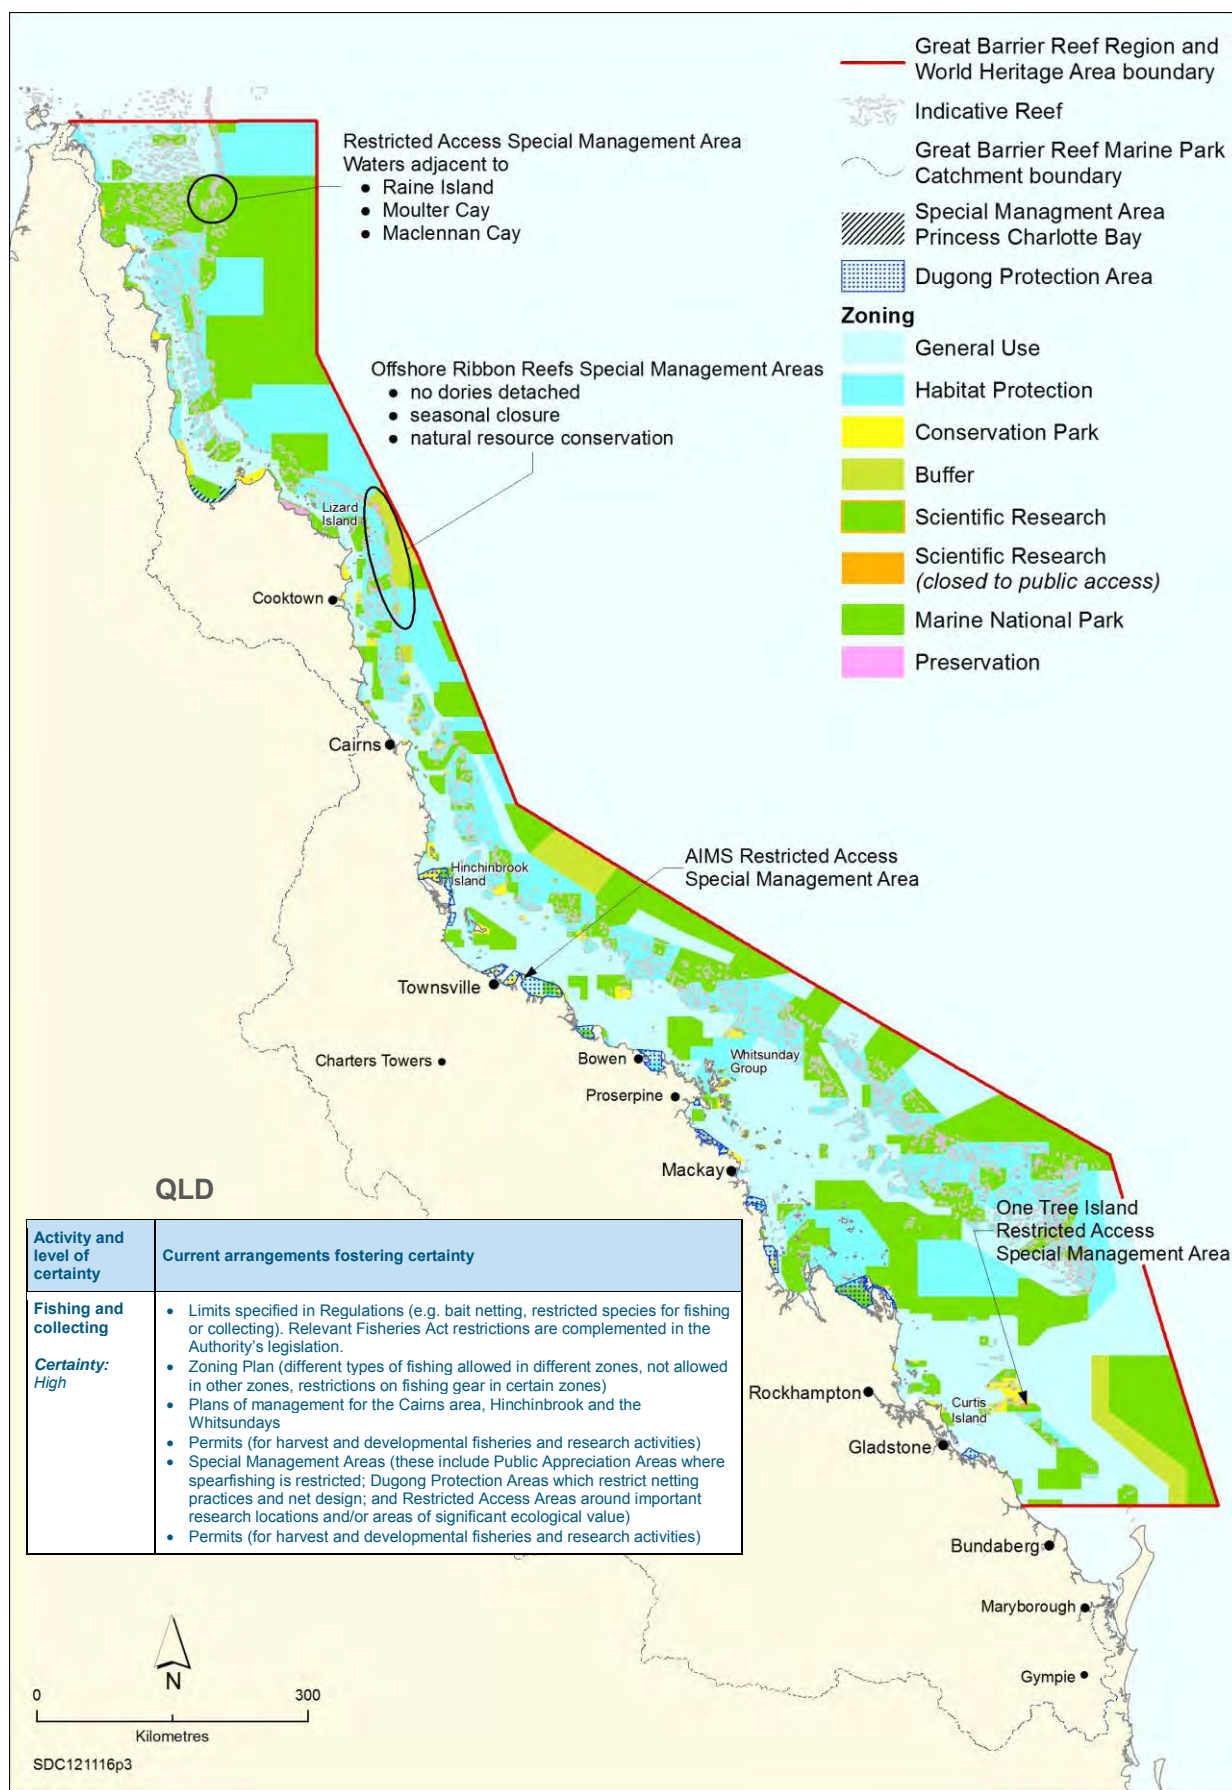 Great Barrier Reef Region and
World Heritage Area boundary
Indicative Reef
Great Barrier Reef Marine Park
Catchment boundary
Special Managment Area
Princess Charlotte Bay
Dugong Protection Area
Zoning
General Use
Habitat Protection
Conservation Park
Buffer
Scientific Research
Scientific Research
(closed to public access)
Marine National Park
Preservation
Restricted Access Special Management Area
Waters adjacent to
● Raine Island
● Moulter Cay
● Maclennan Cay
Offshore Ribbon Reefs Special Management Areas
● no dories detached
● seasonal closure
● natural resource conservation
Lizard
Island
Cooktown
Cairns
Hinchinbrook
Island
AIMS Restricted Access
Special Management Area
Townsville
Charters Towers
Bowen
Whitsunday
Group
Proserpine
Mackay
QLD
One Tree Island
Restricted Access
Special Management Area
Activity and
level of
certainty
Current arrangements fostering certainty
Fishing and
collecting
Certainty:
High
• Limits specified in Regulations (e.g. bait netting, restricted species for fishing
or collecting). Relevant Fisheries Act restrictions are complemented in the
Authority's legislation.
• Zoning Plan (different types of fishing allowed in different zones, not allowed
in other zones, restrictions on fishing gear in certain zones)
• Plans of management for the Cairns area, Hinchinbrook and the
Whitsundays
• Permits (for harvest and developmental fisheries and research activities)
• Special Management Areas (these include Public Appreciation Areas where
spearfishing is restricted; Dugong Protection Areas which restrict netting
practices and net design; and Restricted Access Areas around important
research locations and/or areas of significant ecological value)
• Permits (for harvest and developmental fisheries and research activities)
Rockhampton
Curtis
Island
Gladstone
Bundaberg
Maryborough
Gympie
N
0 300
Kilometres
SDC121116p3